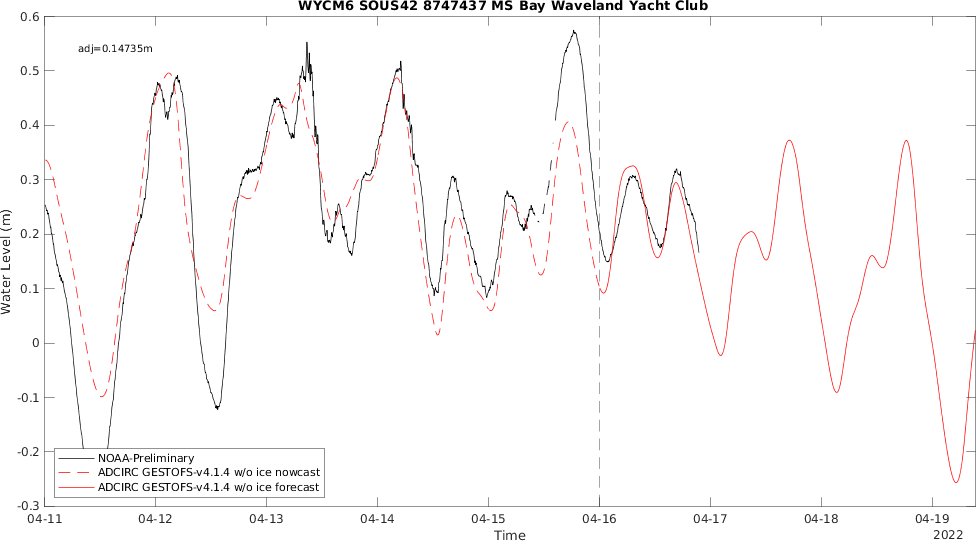 WYCM6 SOUS42 8747437 MS Bay Waveland Yacht Club
adj=0.14735m
0.6
0.5
0.4
0.3
0.2
0.1
0
-0.1
-0.2
-0.3
Water Level (m)
NOAA-Preliminary
ADCIRC GESTOFS-v4.1.4 w/o ice nowcast
ADCIRC GESTOFS-v4.1.4 w/o ice forecast
04-11 04-12 04-13 04-14 04-15 04-16 04-17 04-18 04-19
Time
2022